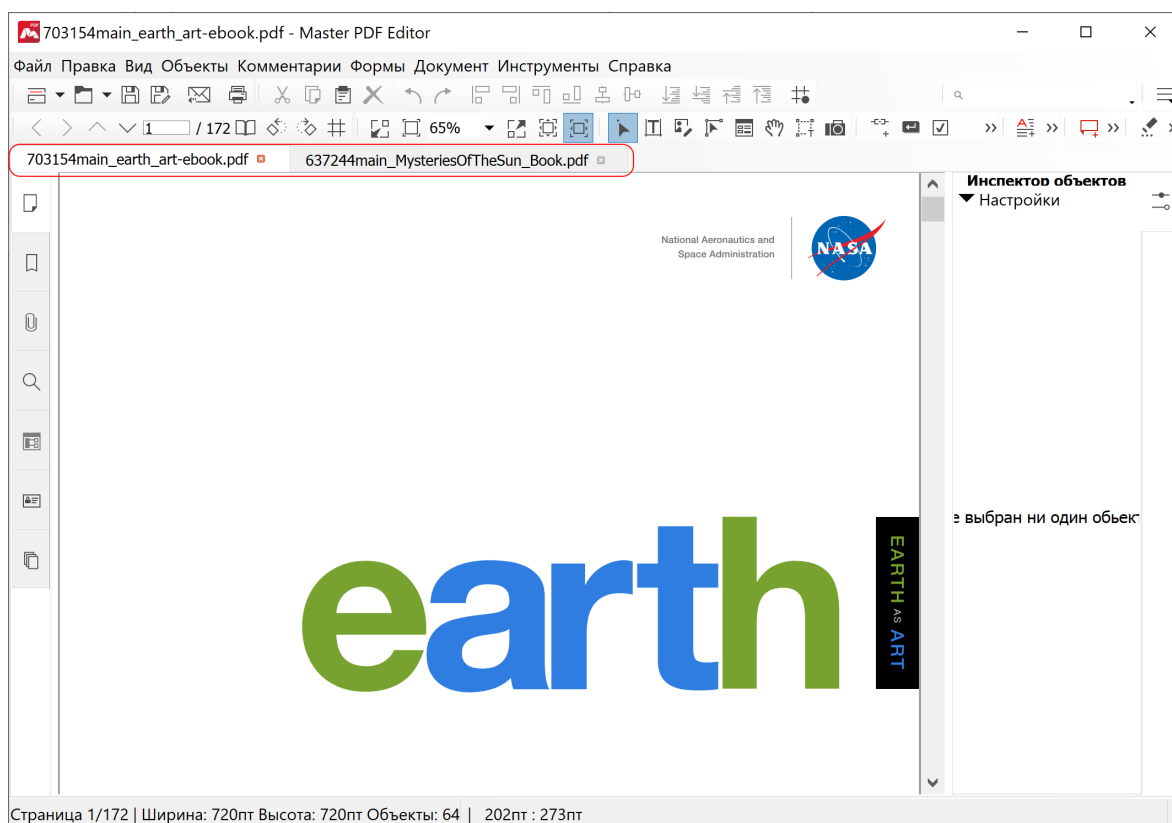 703154main_earth_art-ebook.pdf - Master PDF Editor
Файл Правка Вид Объекты Комментарии Формы Документ Инструменты Справка
1 / 172 65%
703154main_earth_art-ebook.pdf 637244main_MysteriesOfTheSun_Book.pdf
Инспектор объектов
Настройки
National Aeronautics and
Space Administration
NASA
е выбран ни один обьект
earth
EARTH AS ART
Страница 1/172 | Ширина: 720пт Высота: 720пт Объекты: 64 | 202пт : 273пт